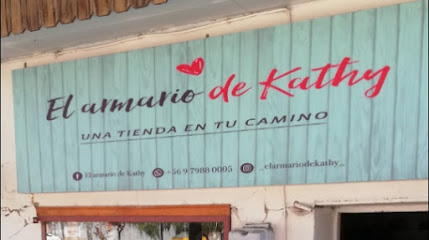 El armario de Kathy
UNA TIENDA EN TU CAMINO
El armario de Kathy +56 9 7988 0005 _elarmariodekathy_